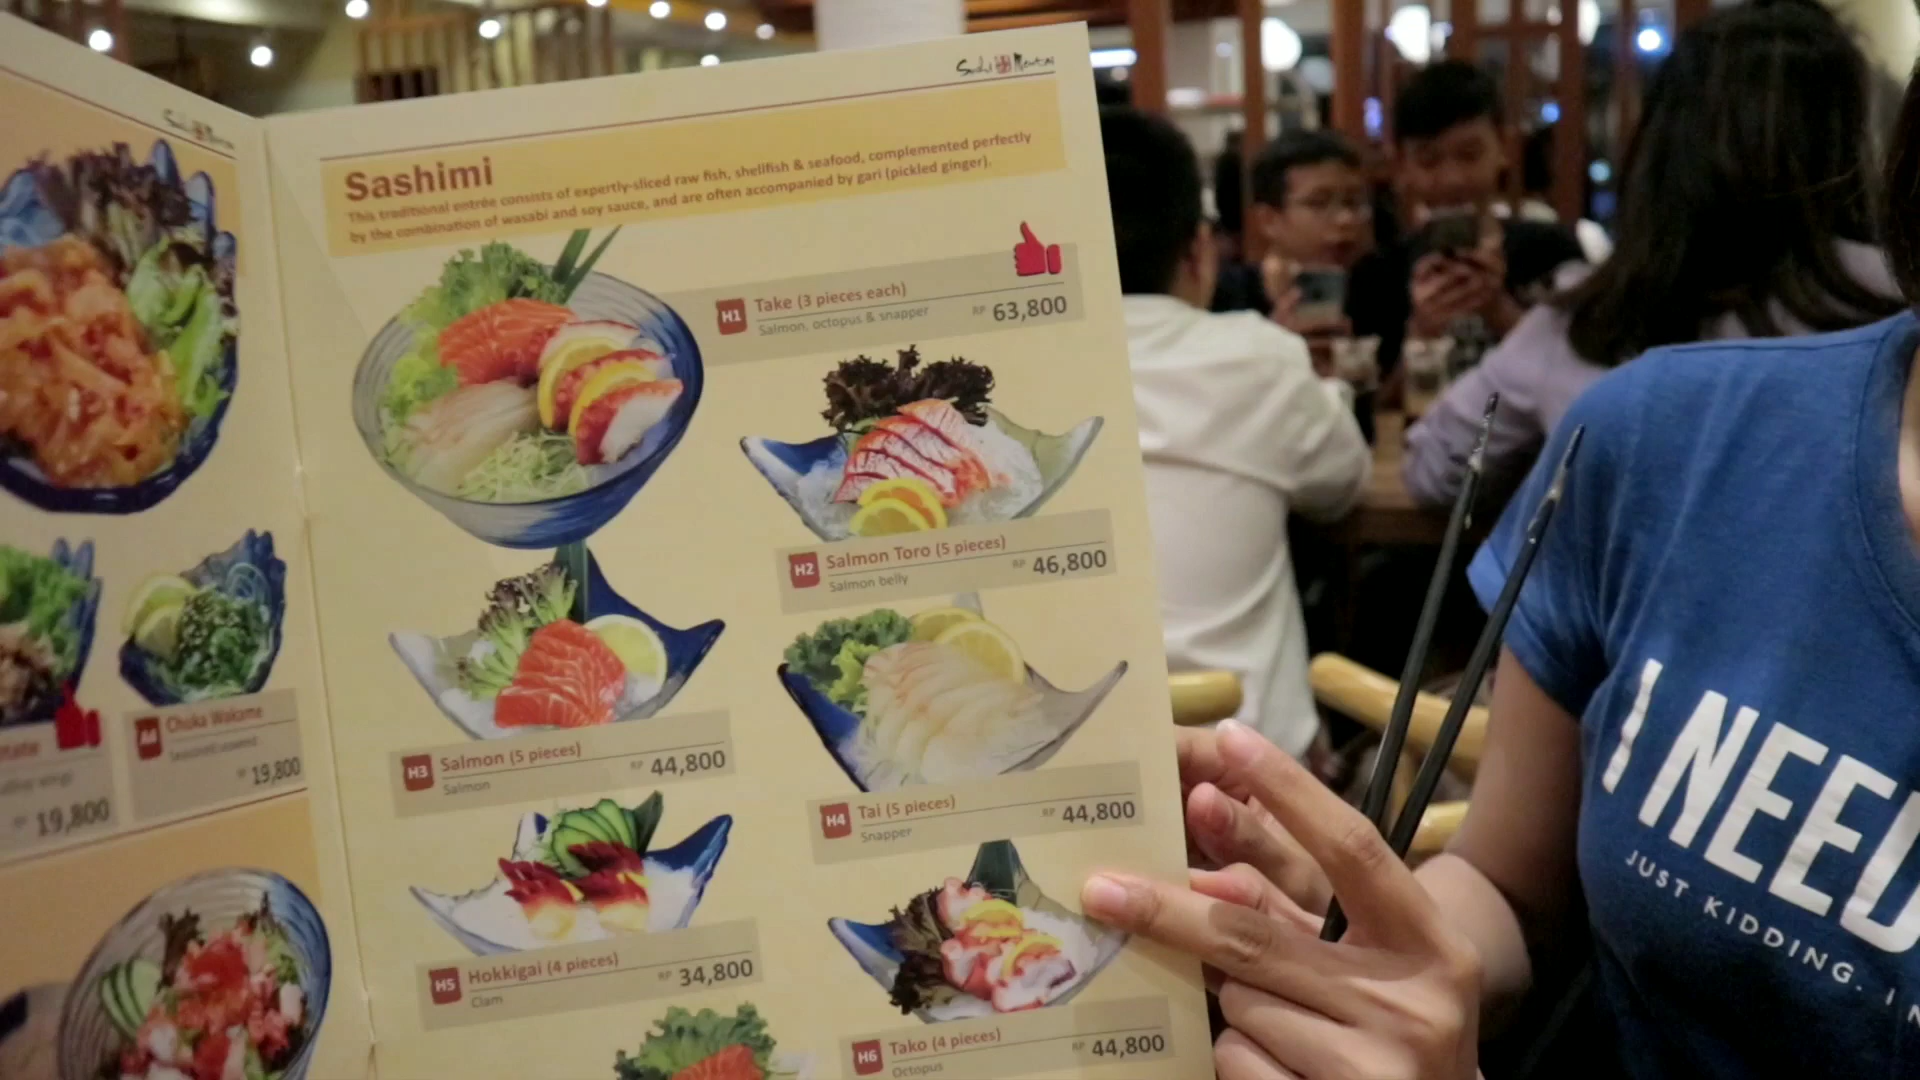 Sushi Mentai
Sashimi
This traditional entrée consists of expertly-sliced raw fish, shellfish & seafood, complemented perfectly
by the combination of wasabi and soy sauce, and are often accompanied by gari (pickled ginger).
H1 Take (3 pieces each)
Salmon, octopus & snapper
RP 63,800
H2 Salmon Toro (5 pieces)
Salmon belly
RP 46,800
H3 Salmon (5 pieces)
Salmon
RP 44,800
H4 Tai (5 pieces)
Snapper
RP 44,800
H5 Hokkigai (4 pieces)
Clam
RP 34,800
H6 Tako (4 pieces)
Octopus
RP 44,800
A4 Chuka Wakame
Seasoned seaweed
19,800
19,800
I NEED
JUST KIDDING. I